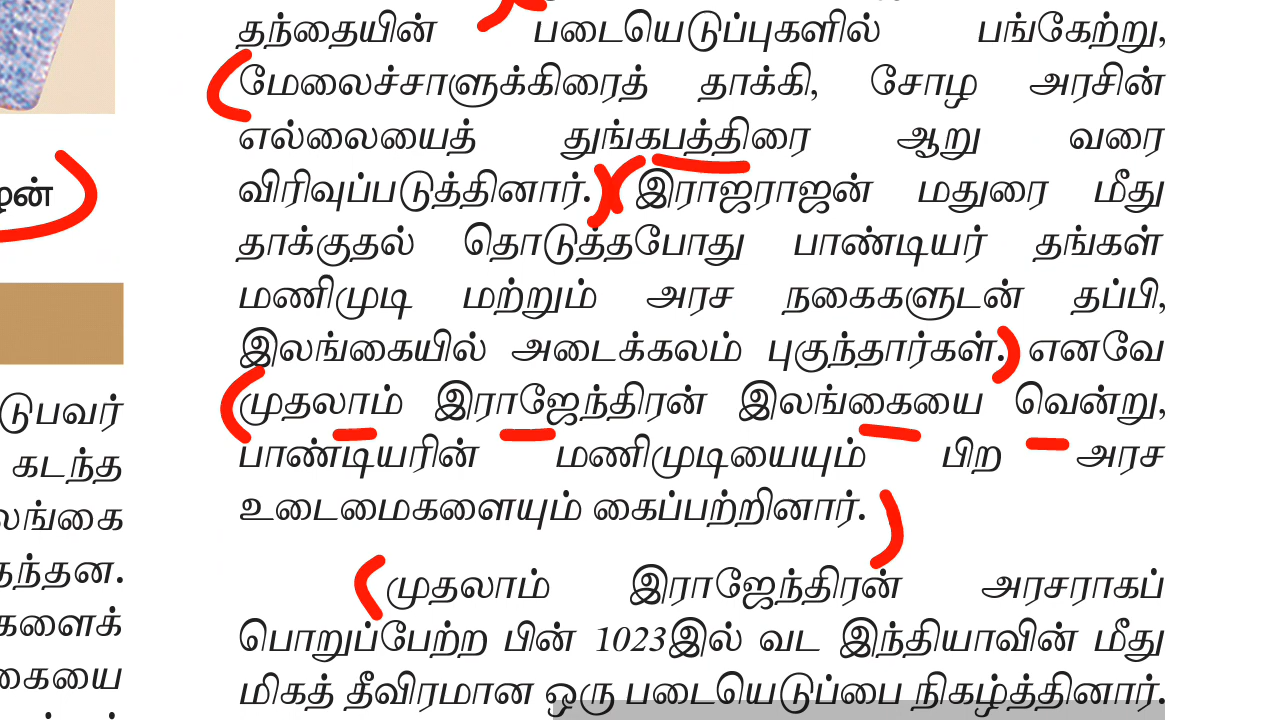 ழன்
டுபவர்
கடந்த
லங்கை
தந்தன.
களைக்
கையை
தந்தையின் படையெடுப்புகளில் பங்கேற்று,
மேலைச்சாளுக்கிரைத் தாக்கி, சோழ அரசின்
எல்லையைத் துங்கபத்திரை ஆறு வரை
விரிவுப்படுத்தினார். இராஜராஜன் மதுரை மீது
தாக்குதல் தொடுத்தபோது பாண்டியர் தங்கள்
மணிமுடி மற்றும் அரச நகைகளுடன் தப்பி,
இலங்கையில் அடைக்கலம் புகுந்தார்கள். எனவே
முதலாம் இராஜேந்திரன் இலங்கையை வென்று,
பாண்டியரின் மணிமுடியையும் பிற அரச
உடைமைகளையும் கைப்பற்றினார்.
முதலாம் இராஜேந்திரன் அரசராகப்
பொறுப்பேற்ற பின் 1023இல் வட இந்தியாவின் மீது
மிகத் தீவிரமான ஒரு படையெடுப்பை நிகழ்த்தினார்.